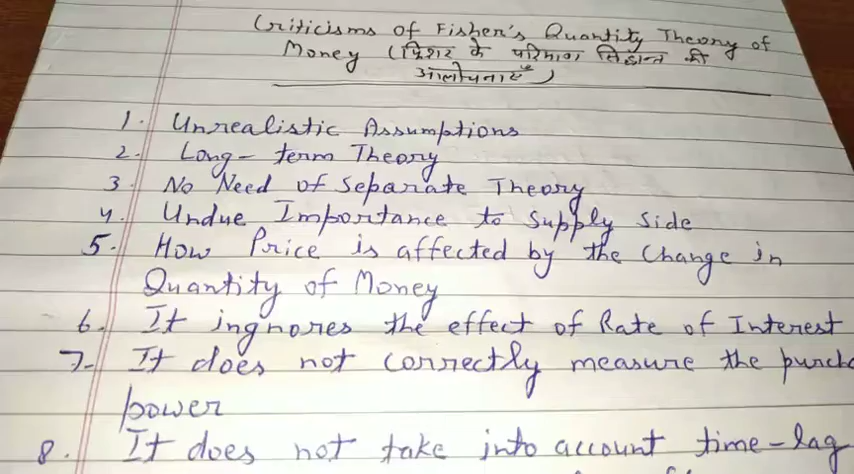 Criticisms of Fisher's Quantity Theory of
Money (फिशर के परिमाण सिद्धान्त की
आलोचनाएँ)
1. Unrealistic Assumptions
2. Long-term Theory
3. No Need of Separate Theory
4. Undue Importance to Supply Side
5. How Price is affected by the Change in
Quantity of Money
6. It ingnores the effect of Rate of Interest
7. It does not correctly measure the purch
power
8. It does not take into account time-lag